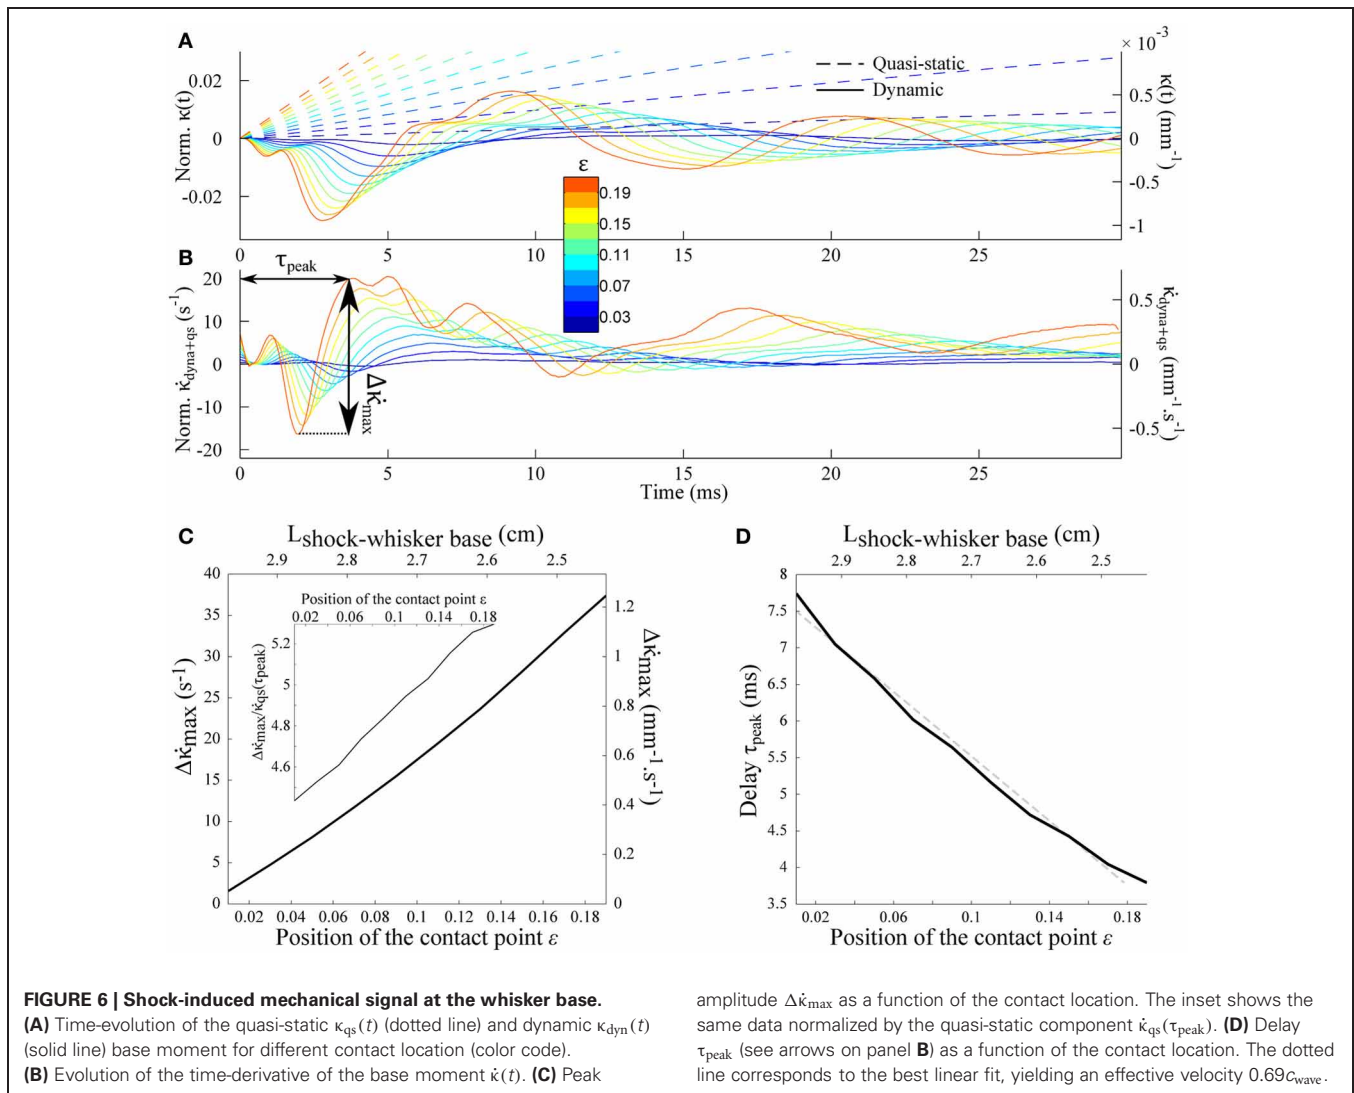 A
× 10⁻³
0.02
0
-0.02
Norm. κ(t)
Quasi-static
Dynamic
0.5
0
-0.5
-1
κ(t) (mm⁻¹)
0 5 10 15 20 25
ε
0.19
0.15
0.11
0.07
0.03
B
τpeak
20
10
0
-10
-20
Norm. κ̇dyna+qs (s⁻¹)
Δκ̇max
0.5
0
-0.5
κ̇dyna+qs (mm⁻¹.s⁻¹)
0 5 10 15 20 25
Time (ms)
C
Lshock-whisker base (cm)
2.9 2.8 2.7 2.6 2.5
40
35
30
25
20
15
10
5
0
Δκ̇max (s⁻¹)
Position of the contact point ε
0.02 0.06 0.1 0.14 0.18
5.2
5
4.8
4.6
Δκ̇max/κ̇qs(τpeak)
1.2
1
0.8
0.6
0.4
0.2
0
Δκ̇max (mm⁻¹.s⁻¹)
0.02 0.04 0.06 0.08 0.1 0.12 0.14 0.16 0.18
Position of the contact point ε
D
Lshock-whisker base (cm)
2.9 2.8 2.7 2.6 2.5
8
7.5
7
6.5
6
5.5
5
4.5
4
3.5
Delay τpeak (ms)
0.02 0.06 0.1 0.14 0.18
Position of the contact point ε
FIGURE 6 | Shock-induced mechanical signal at the whisker base.
(A) Time-evolution of the quasi-static κqs(t) (dotted line) and dynamic κdyn(t)
(solid line) base moment for different contact location (color code).
(B) Evolution of the time-derivative of the base moment κ̇(t). (C) Peak
amplitude Δκ̇max as a function of the contact location. The inset shows the
same data normalized by the quasi-static component κ̇qs(τpeak). (D) Delay
τpeak (see arrows on panel B) as a function of the contact location. The dotted
line corresponds to the best linear fit, yielding an effective velocity 0.69cwave.